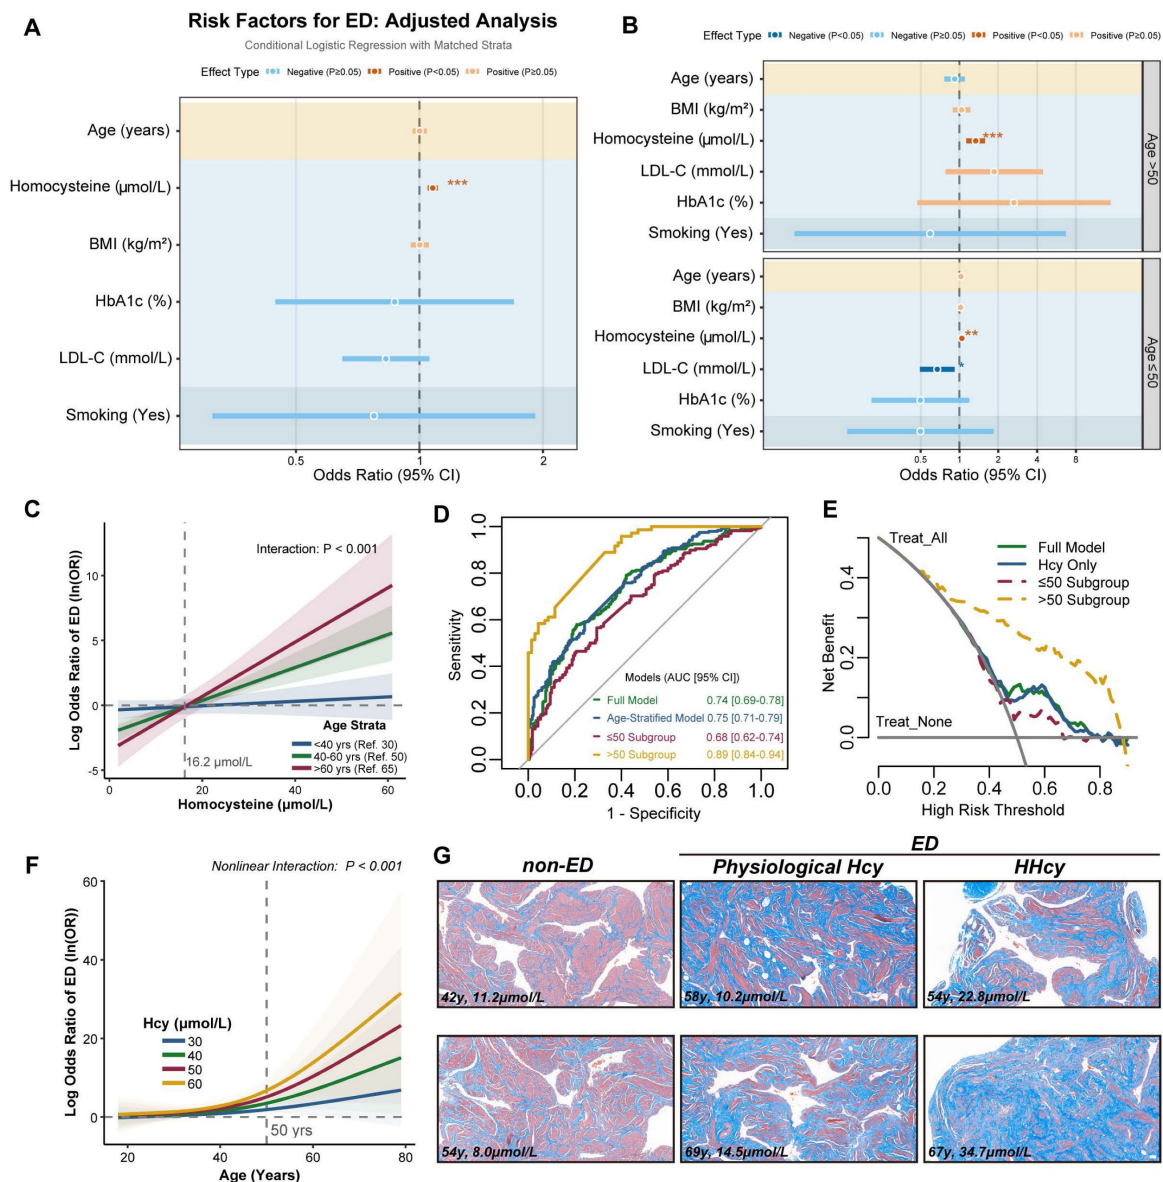 A
Risk Factors for ED: Adjusted Analysis
Conditional Logistic Regression with Matched Strata
Effect Type Negative (P≥0.05) Positive (P<0.05) Positive (P≥0.05)
Age (years)
Homocysteine (μmol/L)
***
BMI (kg/m²)
HbA1c (%)
LDL-C (mmol/L)
Smoking (Yes)
0.5 1 2
Odds Ratio (95% CI)
B
Effect Type Negative (P<0.05) Negative (P≥0.05) Positive (P<0.05) Positive (P≥0.05)
Age (years)
BMI (kg/m²)
Homocysteine (μmol/L)
***
LDL-C (mmol/L)
HbA1c (%)
Smoking (Yes)
Age >50
Age (years)
BMI (kg/m²)
Homocysteine (μmol/L)
**
LDL-C (mmol/L)
*
HbA1c (%)
Smoking (Yes)
Age ≤50
0.5 1 2 4 8
Odds Ratio (95% CI)
C
Log Odds Ratio of ED (ln(OR))
10
5
0
-5
Interaction: P < 0.001
Age Strata
<40 yrs (Ref. 30)
40-60 yrs (Ref. 50)
>60 yrs (Ref. 65)
16.2 μmol/L
0 20 40 60
Homocysteine (μmol/L)
D
Sensitivity
1.0
0.8
0.6
0.4
0.2
0.0
Models (AUC [95% CI])
Full Model 0.74 [0.69-0.78]
Age-Stratified Model 0.75 [0.71-0.79]
≤50 Subgroup 0.68 [0.62-0.74]
>50 Subgroup 0.89 [0.84-0.94]
0.0 0.2 0.4 0.6 0.8 1.0
1 - Specificity
E
Net Benefit
0.4
0.2
0.0
Treat_All
Full Model
Hcy Only
≤50 Subgroup
>50 Subgroup
Treat_None
0.0 0.2 0.4 0.6 0.8
High Risk Threshold
F
Nonlinear Interaction: P < 0.001
Log Odds Ratio of ED (ln(OR))
60
40
20
0
Hcy (μmol/L)
30
40
50
60
50 yrs
20 40 60 80
Age (Years)
G
ED
non-ED Physiological Hcy HHcy
42y, 11.2μmol/L 58y, 10.2μmol/L 54y, 22.8μmol/L
54y, 8.0μmol/L 69y, 14.5μmol/L 67y, 34.7μmol/L